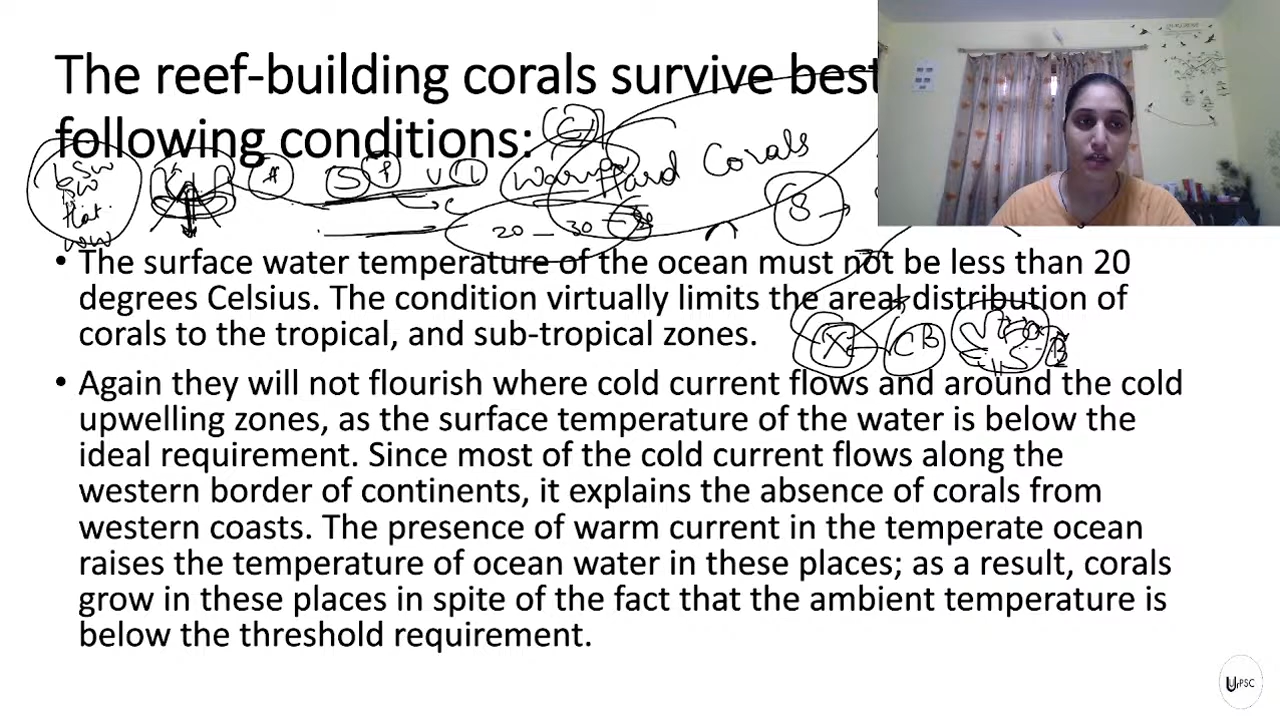 The reef-building corals survive best
following conditions:
Hard Corals
20 - 30
S
CB
• The surface water temperature of the ocean must not be less than 20
degrees Celsius. The condition virtually limits the areal distribution of
corals to the tropical, and sub-tropical zones.
• Again they will not flourish where cold current flows and around the cold
upwelling zones, as the surface temperature of the water is below the
ideal requirement. Since most of the cold current flows along the
western border of continents, it explains the absence of corals from
western coasts. The presence of warm current in the temperate ocean
raises the temperature of ocean water in these places; as a result, corals
grow in these places in spite of the fact that the ambient temperature is
below the threshold requirement.